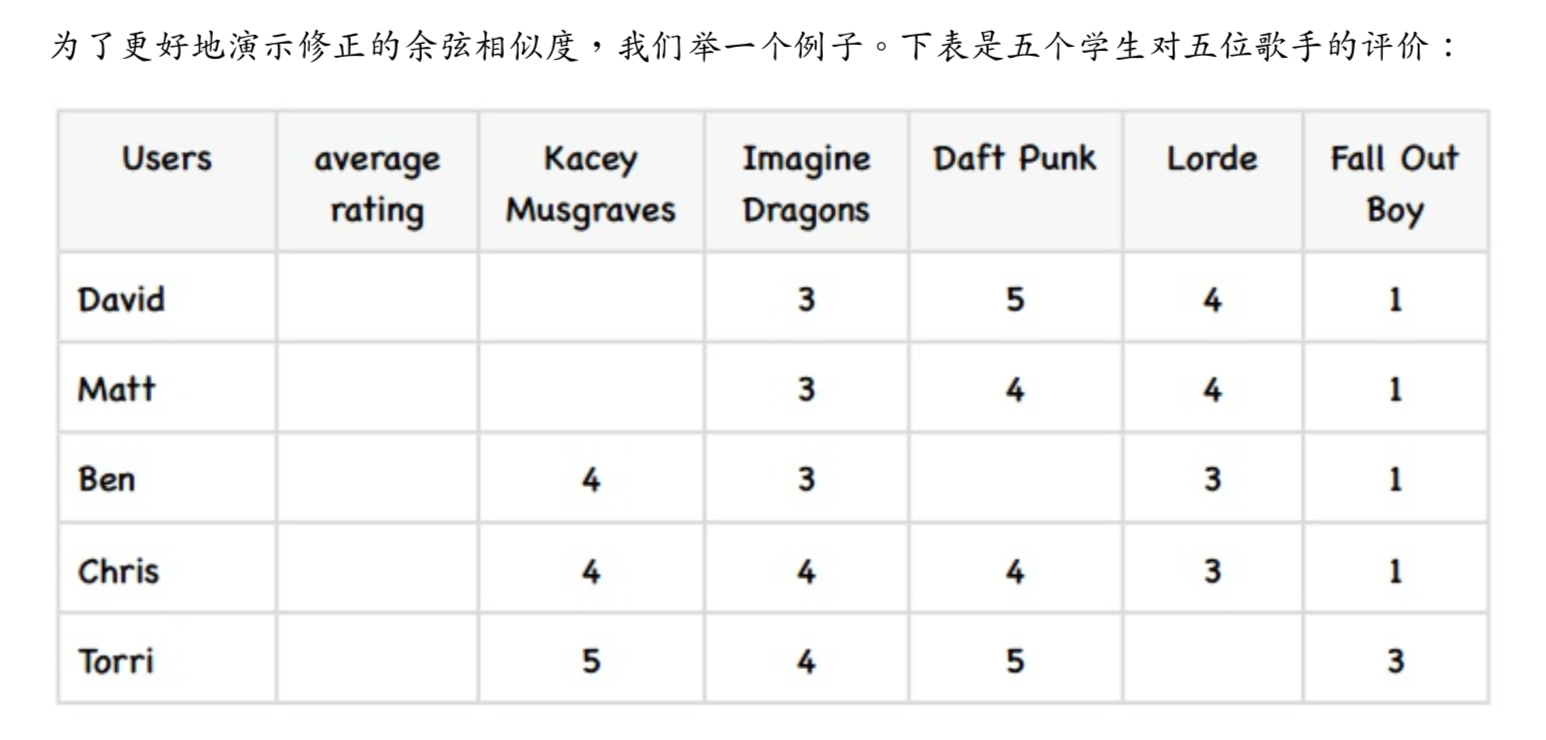 为了更好地演示修正的余弦相似度，我们举一个例子。下表是五个学生对五位歌手的评价：
Users average rating Kacey Musgraves Imagine Dragons Daft Punk Lorde Fall Out Boy
David 3 5 4 1
Matt 3 4 4 1
Ben 4 3 3 1
Chris 4 4 4 3 1
Torri 5 4 5 3